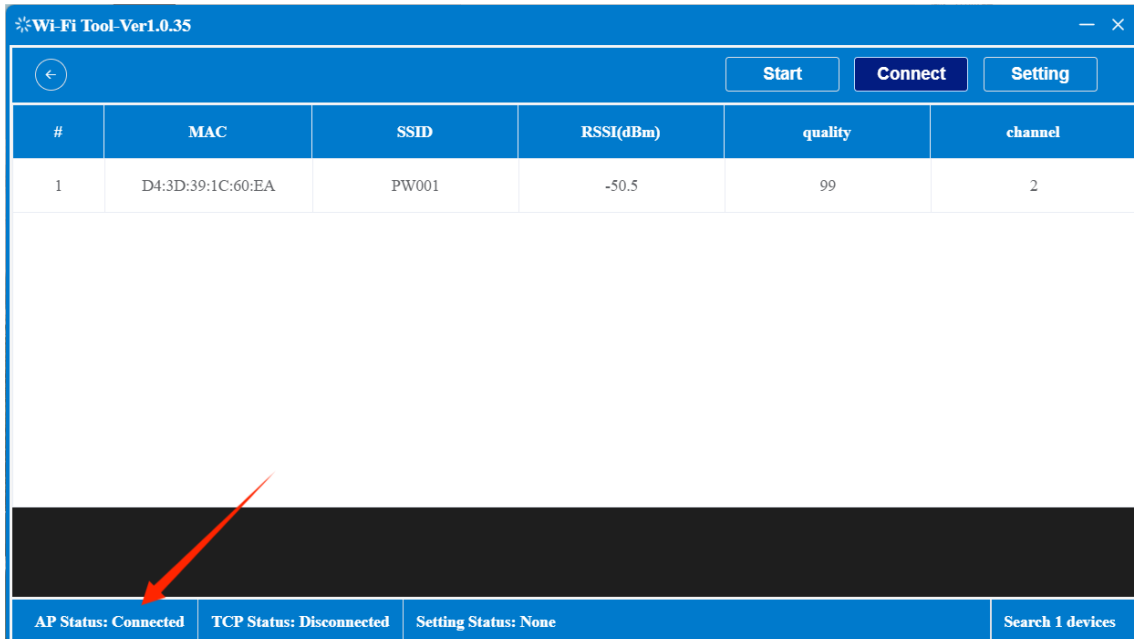 Wi-Fi Tool-Ver1.0.35
Start Connect Setting
# MAC SSID RSSI(dBm) quality channel
1 D4:3D:39:1C:60:EA PW001 -50.5 99 2
AP Status: Connected TCP Status: Disconnected Setting Status: None Search 1 devices